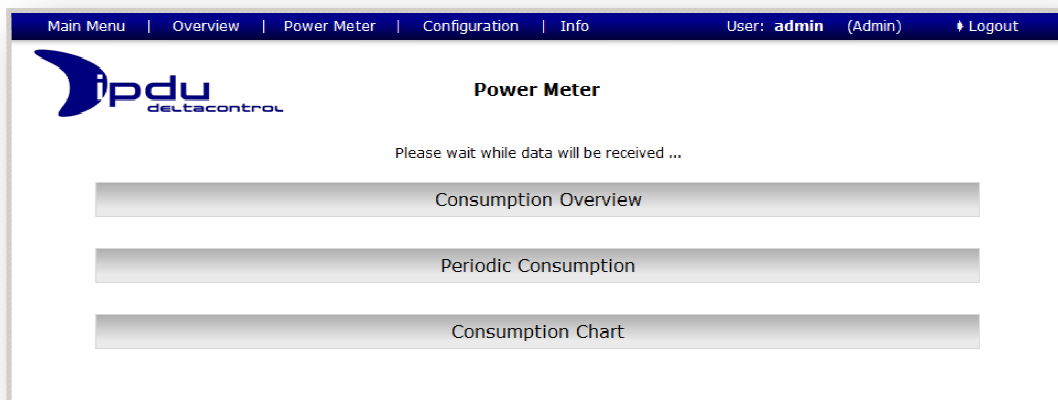 Main Menu | Overview | Power Meter | Configuration | Info User: admin (Admin) Logout
ipdu
deltacontrol
Power Meter
Please wait while data will be received ...
Consumption Overview
Periodic Consumption
Consumption Chart